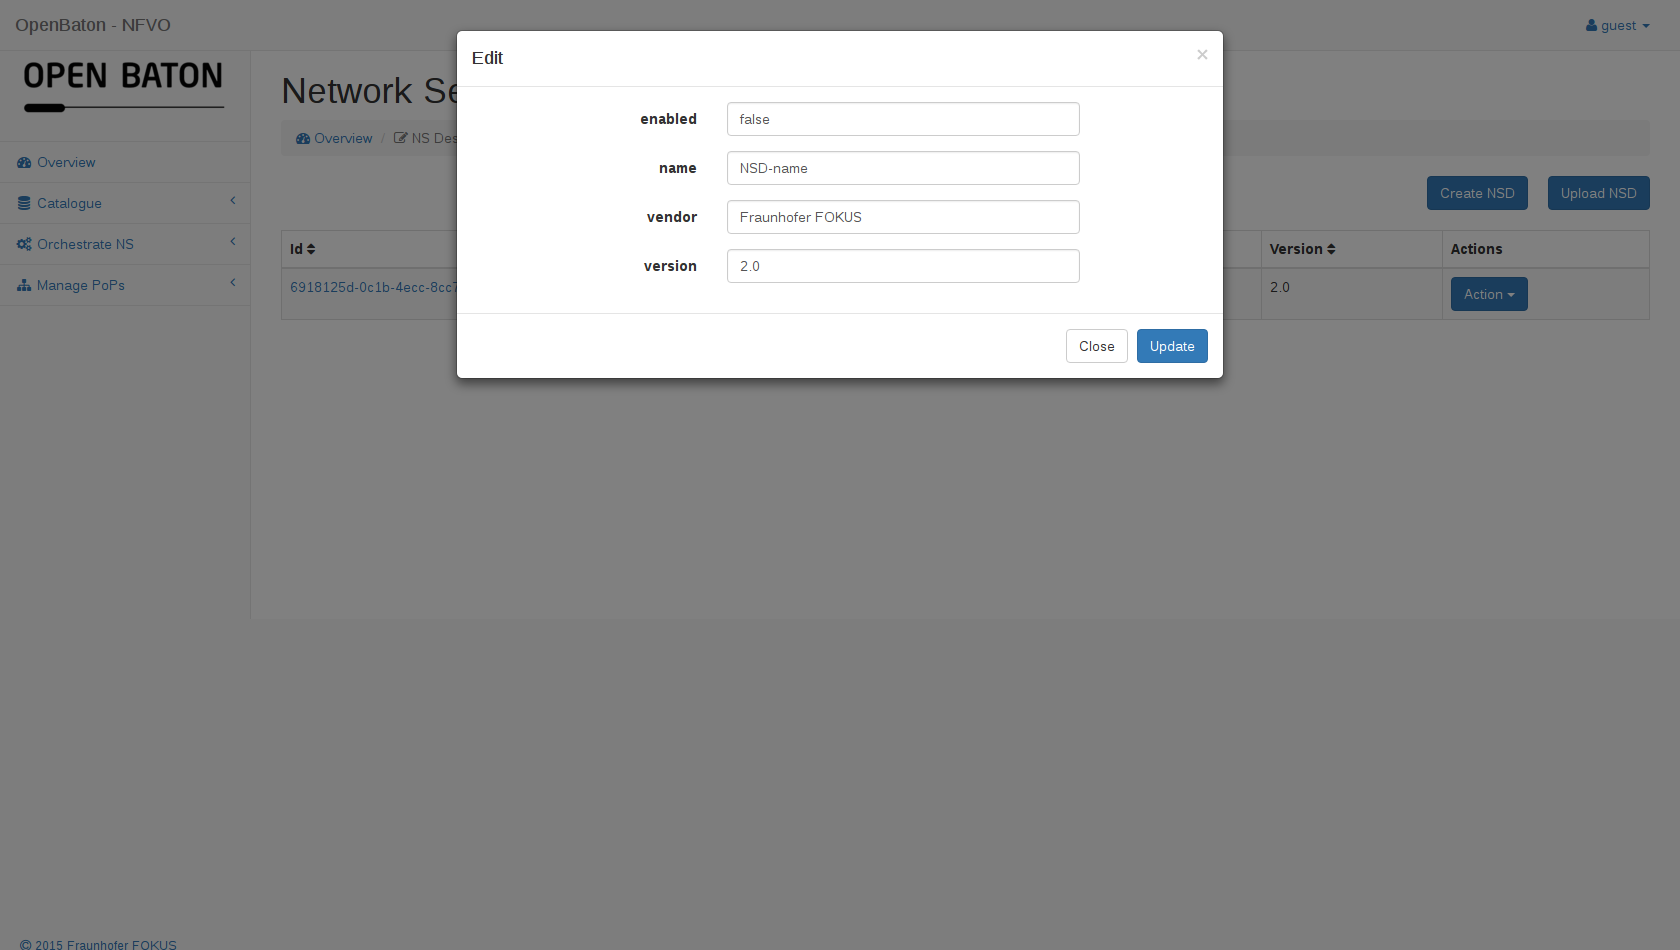 OpenBaton - NFVO
guest
OPEN BATON
Overview
Catalogue
Orchestrate NS
Manage PoPs
Network Se
Overview / NS Des
Create NSD Upload NSD
Id Version Actions
6918125d-0c1b-4ecc-8cc7 2.0 Action
Edit ×
enabled false
name NSD-name
vendor Fraunhofer FOKUS
version 2.0
Close Update
© 2015 Fraunhofer FOKUS